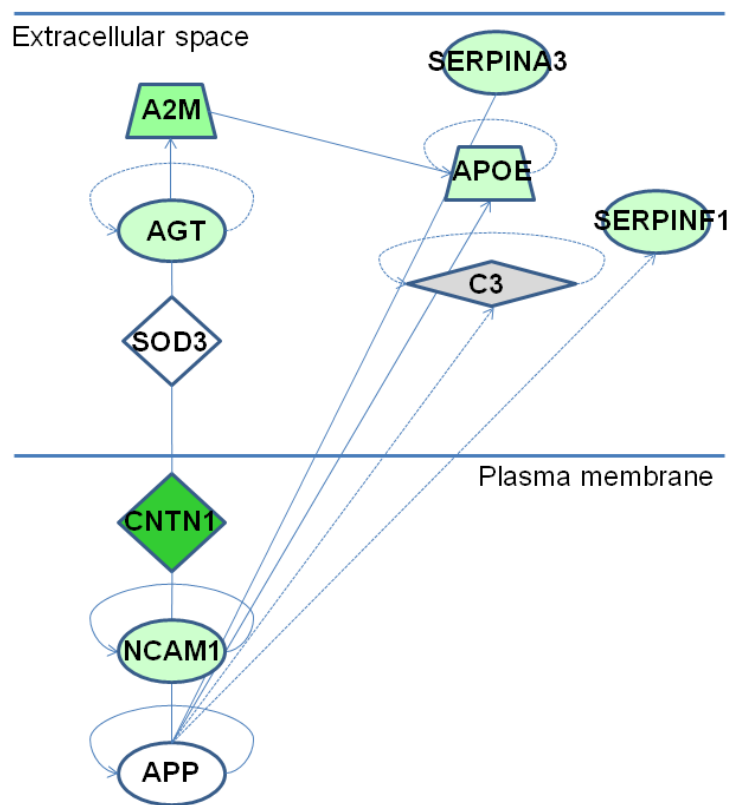 Extracellular space
SERPINA3
A2M
APOE
AGT
SERPINF1
C3
SOD3
Plasma membrane
CNTN1
NCAM1
APP